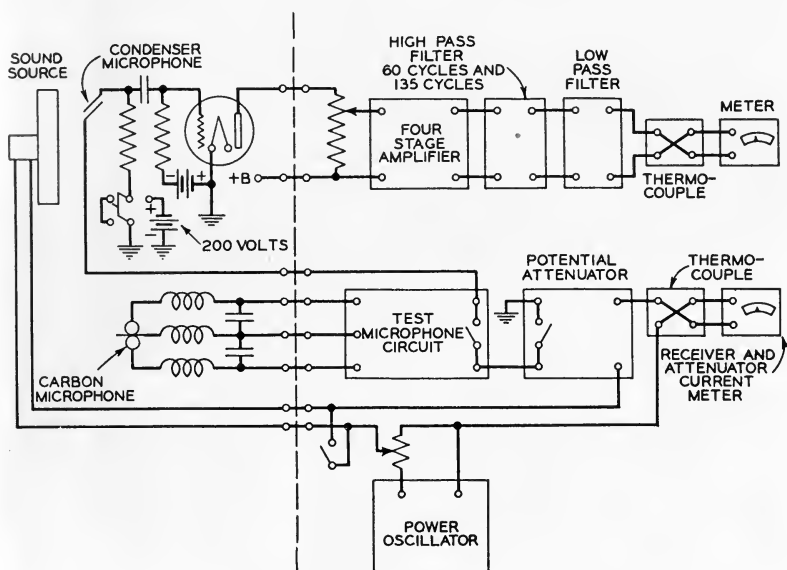 SOUND
SOURCE
CONDENSER
MICROPHONE
HIGH PASS
FILTER
60 CYCLES AND
135 CYCLES
LOW
PASS
FILTER
METER
FOUR
STAGE
AMPLIFIER
THERMO-
COUPLE
- +
+B
+
-
200 VOLTS
POTENTIAL
ATTENUATOR
THERMO-
COUPLE
TEST
MICROPHONE
CIRCUIT
CARBON
MICROPHONE
RECEIVER AND
ATTENUATOR
CURRENT
METER
POWER
OSCILLATOR